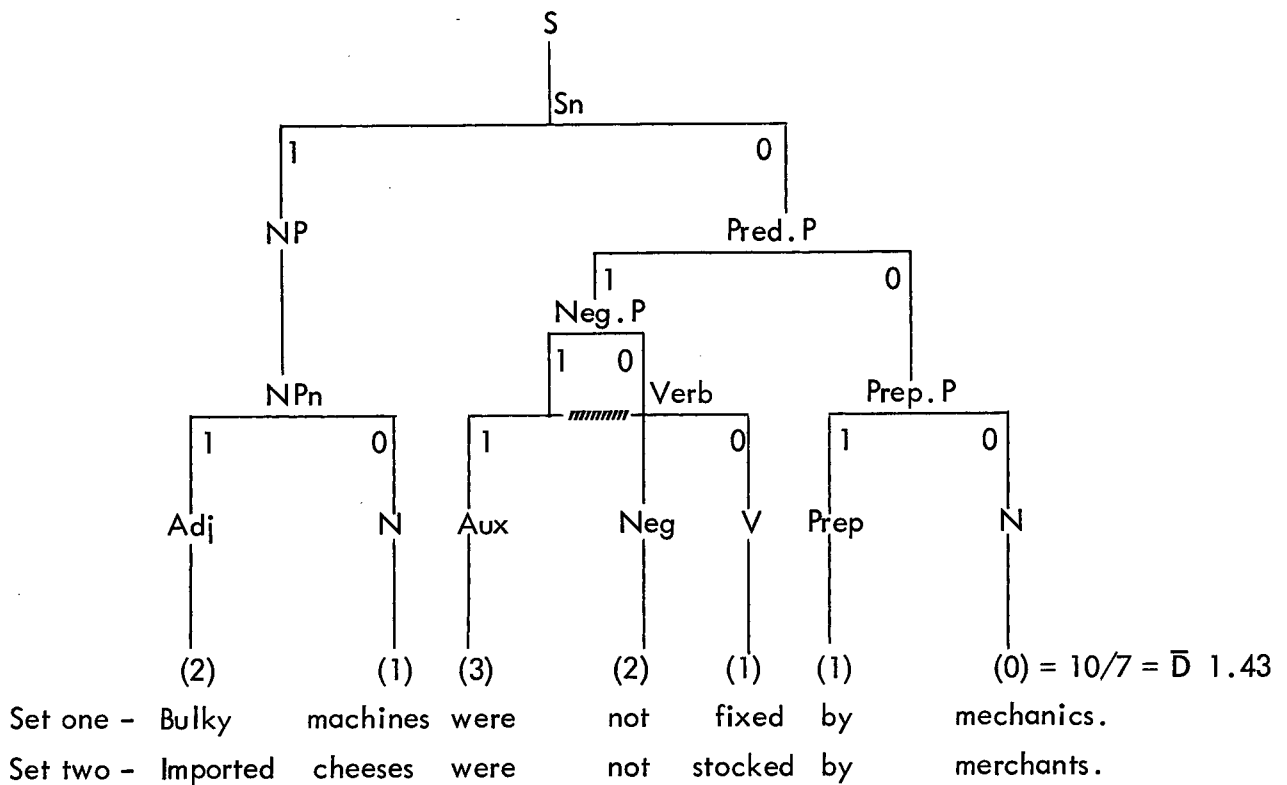 S
Sn
1 0
NP Pred.P
1 0
Neg.P
1 0
NPn Verb Prep.P
1 0 1 0 1 0
Adj N Aux Neg V Prep N
(2) (1) (3) (2) (1) (1) (0) = 10/7 = D̅ 1.43
Set one - Bulky machines were not fixed by mechanics.
Set two - Imported cheeses were not stocked by merchants.